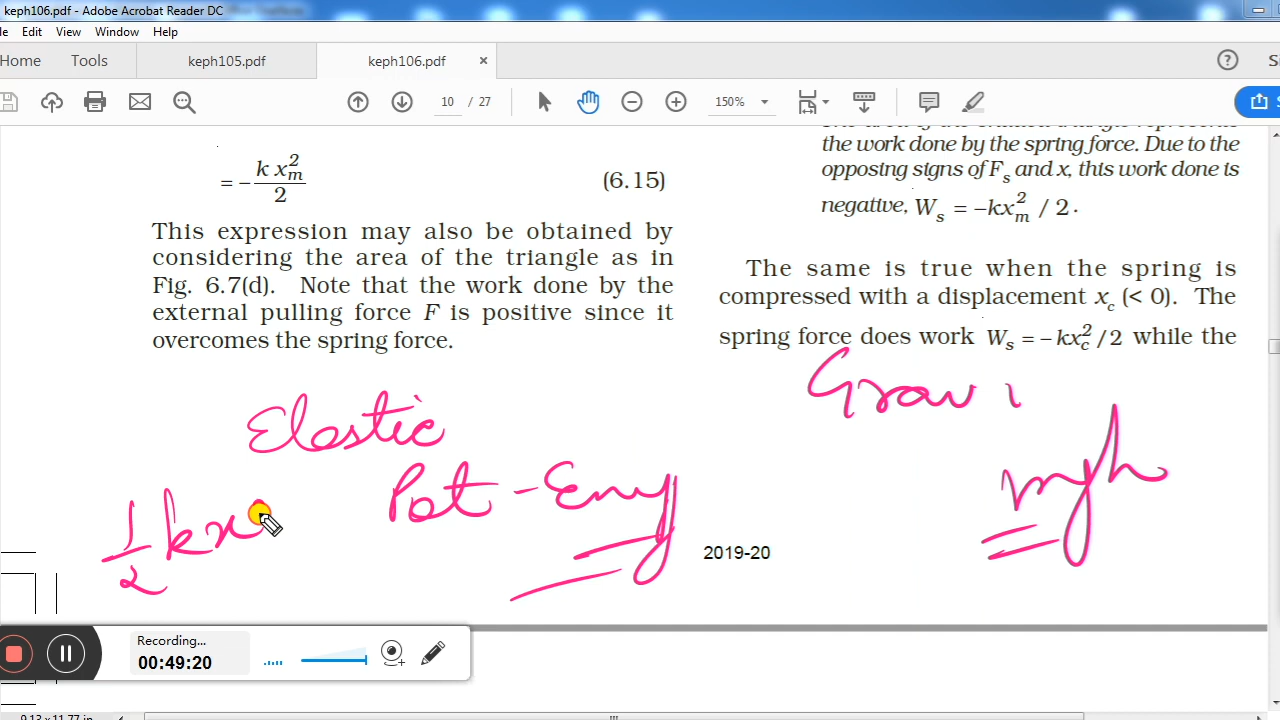 keph106.pdf - Adobe Acrobat Reader DC
le Edit View Window Help
Home Tools keph105.pdf keph106.pdf ×
10 / 27 150%
= - k x_m^2 / 2 (6.15)
This expression may also be obtained by
considering the area of the triangle as in
Fig. 6.7(d). Note that the work done by the
external pulling force F is positive since it
overcomes the spring force.
the work done by the spring force. Due to the
opposing signs of F_s and x, this work done is
negative, W_s = -kx_m^2 / 2 .
The same is true when the spring is
compressed with a displacement x_c (< 0). The
spring force does work W_s = - kx_c^2 /2 while the
Elastic
Pot - Enrgy
1/2 kx
Grav
mgh
2019-20
Recording...
00:49:20